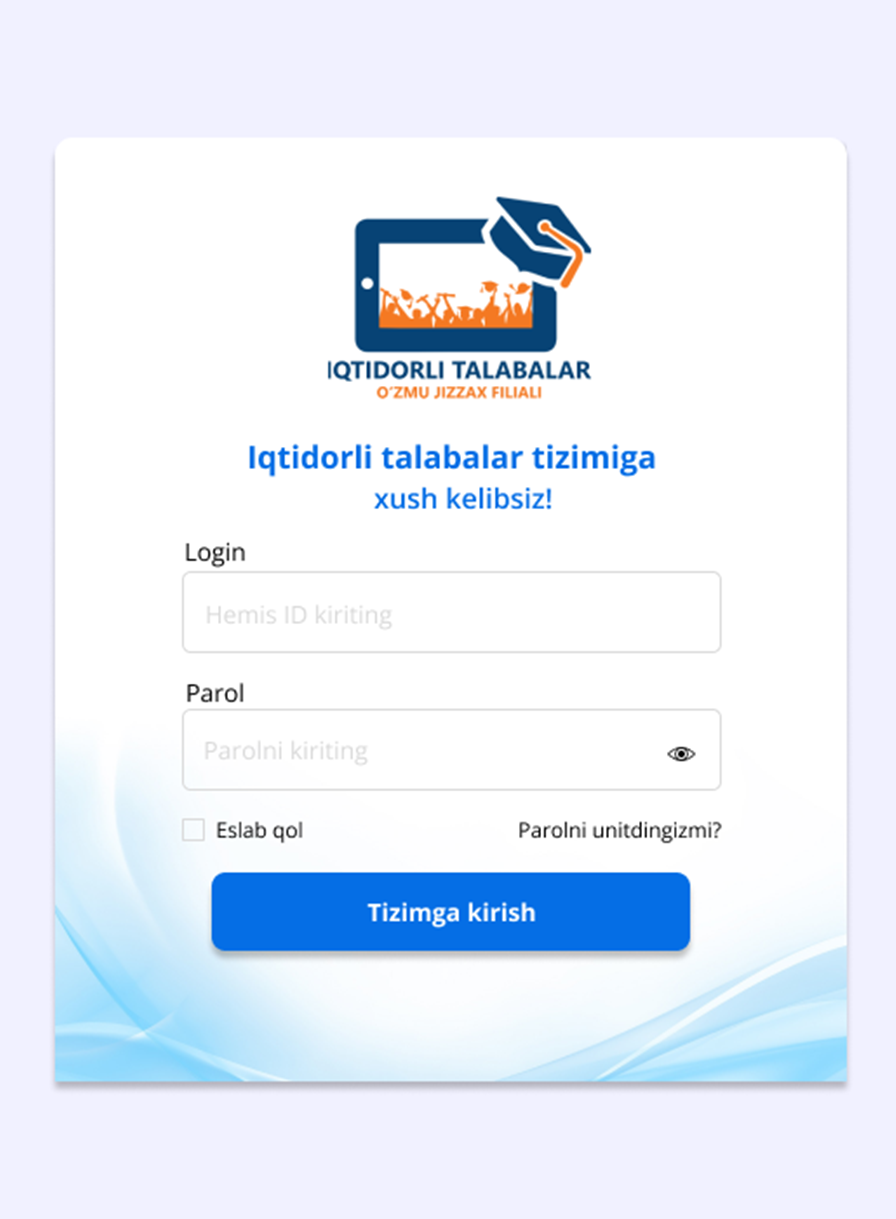 IQTIDORLI TALABALAR
O‘ZMU JIZZAX FILIALI
Iqtidorli talabalar tizimiga
xush kelibsiz!
Login
Hemis ID kiriting
Parol
Parolni kiriting
Eslab qol Parolni unitdingizmi?
Tizimga kirish